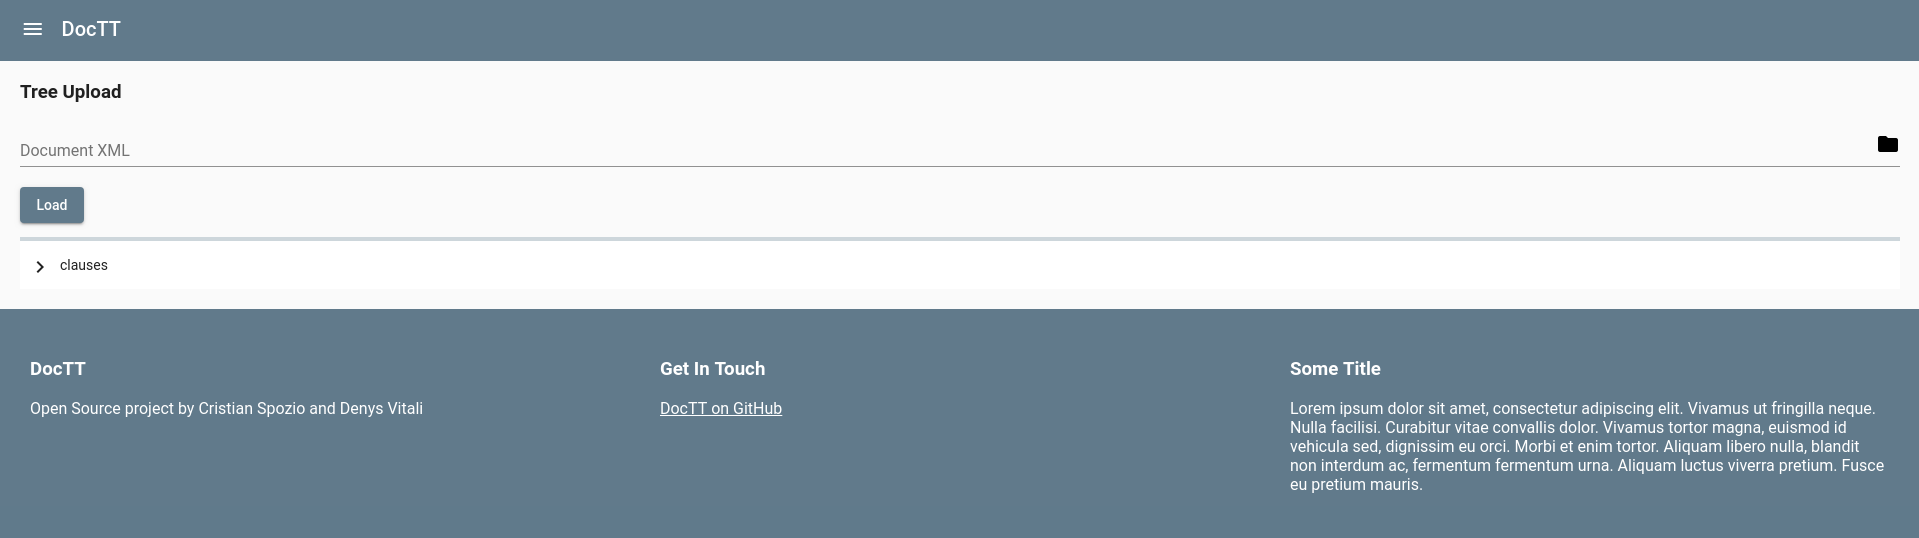 DocTT
Tree Upload
Document XML
Load
clauses
DocTT
Open Source project by Cristian Spozio and Denys Vitali
Get In Touch
DocTT on GitHub
Some Title
Lorem ipsum dolor sit amet, consectetur adipiscing elit. Vivamus ut fringilla neque.
Nulla facilisi. Curabitur vitae convallis dolor. Vivamus tortor magna, euismod id
vehicula sed, dignissim eu orci. Morbi et enim tortor. Aliquam libero nulla, blandit
non interdum ac, fermentum fermentum urna. Aliquam luctus viverra pretium. Fusce
eu pretium mauris.